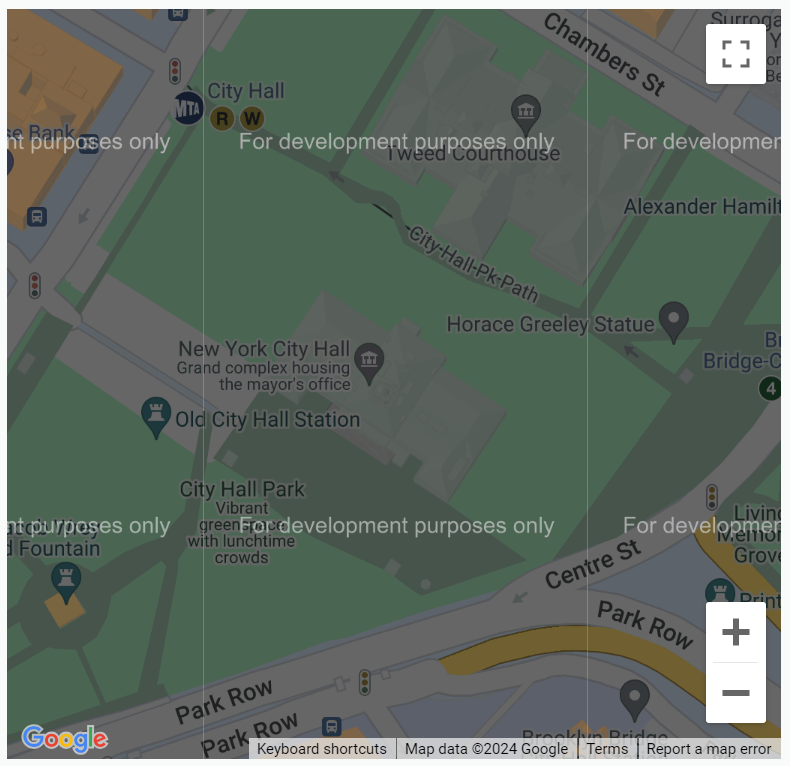 Surroga
Chambers St
City Hall
MTA
R W
se Bank
nt purposes only
For development purposes only
For developmen
Tweed Courthouse
Alexander Hamilt
City Hall Pk Path
Horace Greeley Statue
New York City Hall
Grand complex housing
the mayor's office
Bridge-C
4
Old City Hall Station
City Hall Park
Vibrant
greenspace
with lunchtime
crowds
nt purposes only
For development purposes only
For developmen
Fountain
Living
Memor
Grove
Centre St
Print
Park Row
Park Row
Park Row
Brooklyn Bridge
Google
Keyboard shortcuts
Map data ©2024 Google
Terms
Report a map error